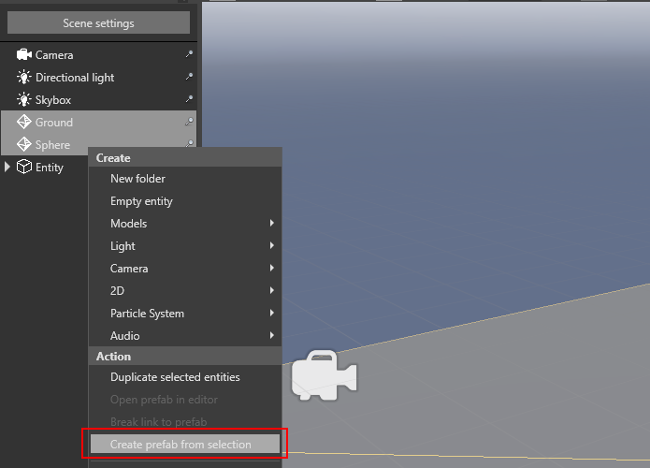 Scene settings
Camera
Directional light
Skybox
Ground
Sphere
Entity
Create
New folder
Empty entity
Models
Light
Camera
2D
Particle System
Audio
Action
Duplicate selected entities
Open prefab in editor
Break link to prefab
Create prefab from selection